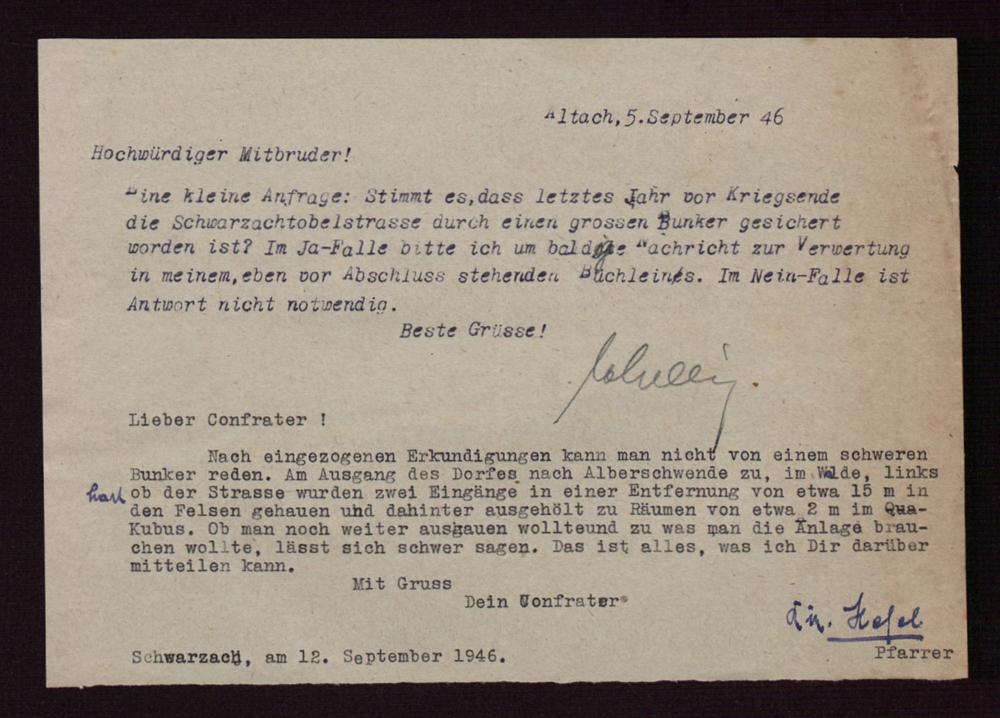 Altach, 5.September 46
Hochwürdiger Mitbruder!
Eine kleine Anfrage: Stimmt es, dass letztes Jahr vor Kriegsende
die Schwarzachtobelstrasse durch einen grossen Bunker gesichert
worden ist? Im Ja-Falle bitte ich um baldige Nachricht zur Verwertung
in meinem, eben vor Abschluss stehenden Büchleins. Im Nein-Falle ist
Antwort nicht notwendig.
Beste Grüsse!
Lieber Confrater !
Nach eingezogenen Erkundigungen kann man nicht von einem schweren
Bunker reden. Am Ausgang des Dorfes nach Alberschwende zu, im Walde, links
hart ob der Strasse wurden zwei Eingänge in einer Entfernung von etwa 15 m in
den Felsen gehauen und dahinter ausgehölt zu Räumen von etwa 2 m im Qua-
Kubus. Ob man noch weiter aushauen wollteund zu was man die Anlage brau-
chen wollte, lässt sich schwer sagen. Das ist alles, was ich Dir darüber
mitteilen kann.
Mit Gruss
Dein Confrater
Schwarzach, am 12. September 1946.
Pfarrer